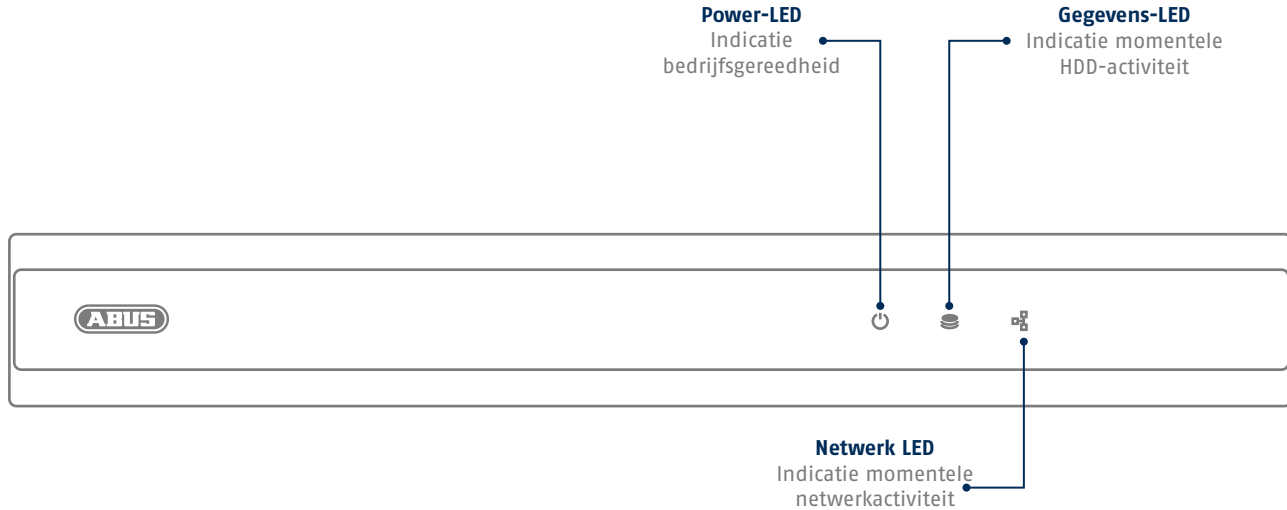 Power-LED
Indicatie
bedrijfsgereedheid
Gegevens-LED
Indicatie momentele
HDD-activiteit
ABUS
Netwerk LED
Indicatie momentele
netwerkactiviteit